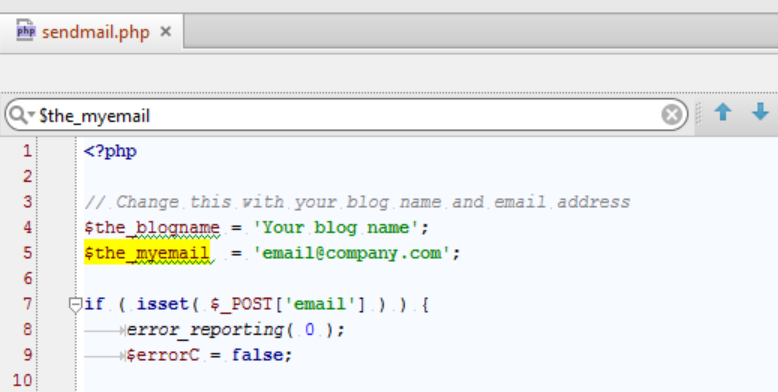 php sendmail.php ×
$the_myemail
1 <?php
2
3 // Change this with your blog name and email address
4 $the_blogname = 'Your blog name';
5 $the_myemail  = 'email@company.com';
6
7 if ( isset( $_POST['email'] ) ) {
8 error_reporting( 0 );
9 $errorC = false;
10